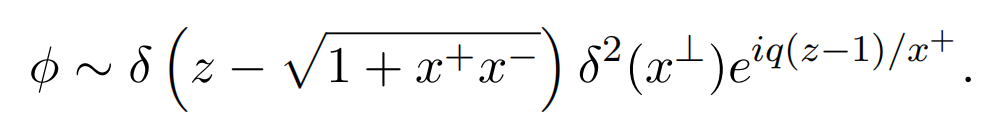 ϕ ∼ δ (z − √(1 + x⁺x⁻)) δ²(x^⊥)e^{iq(z−1)/x⁺}.